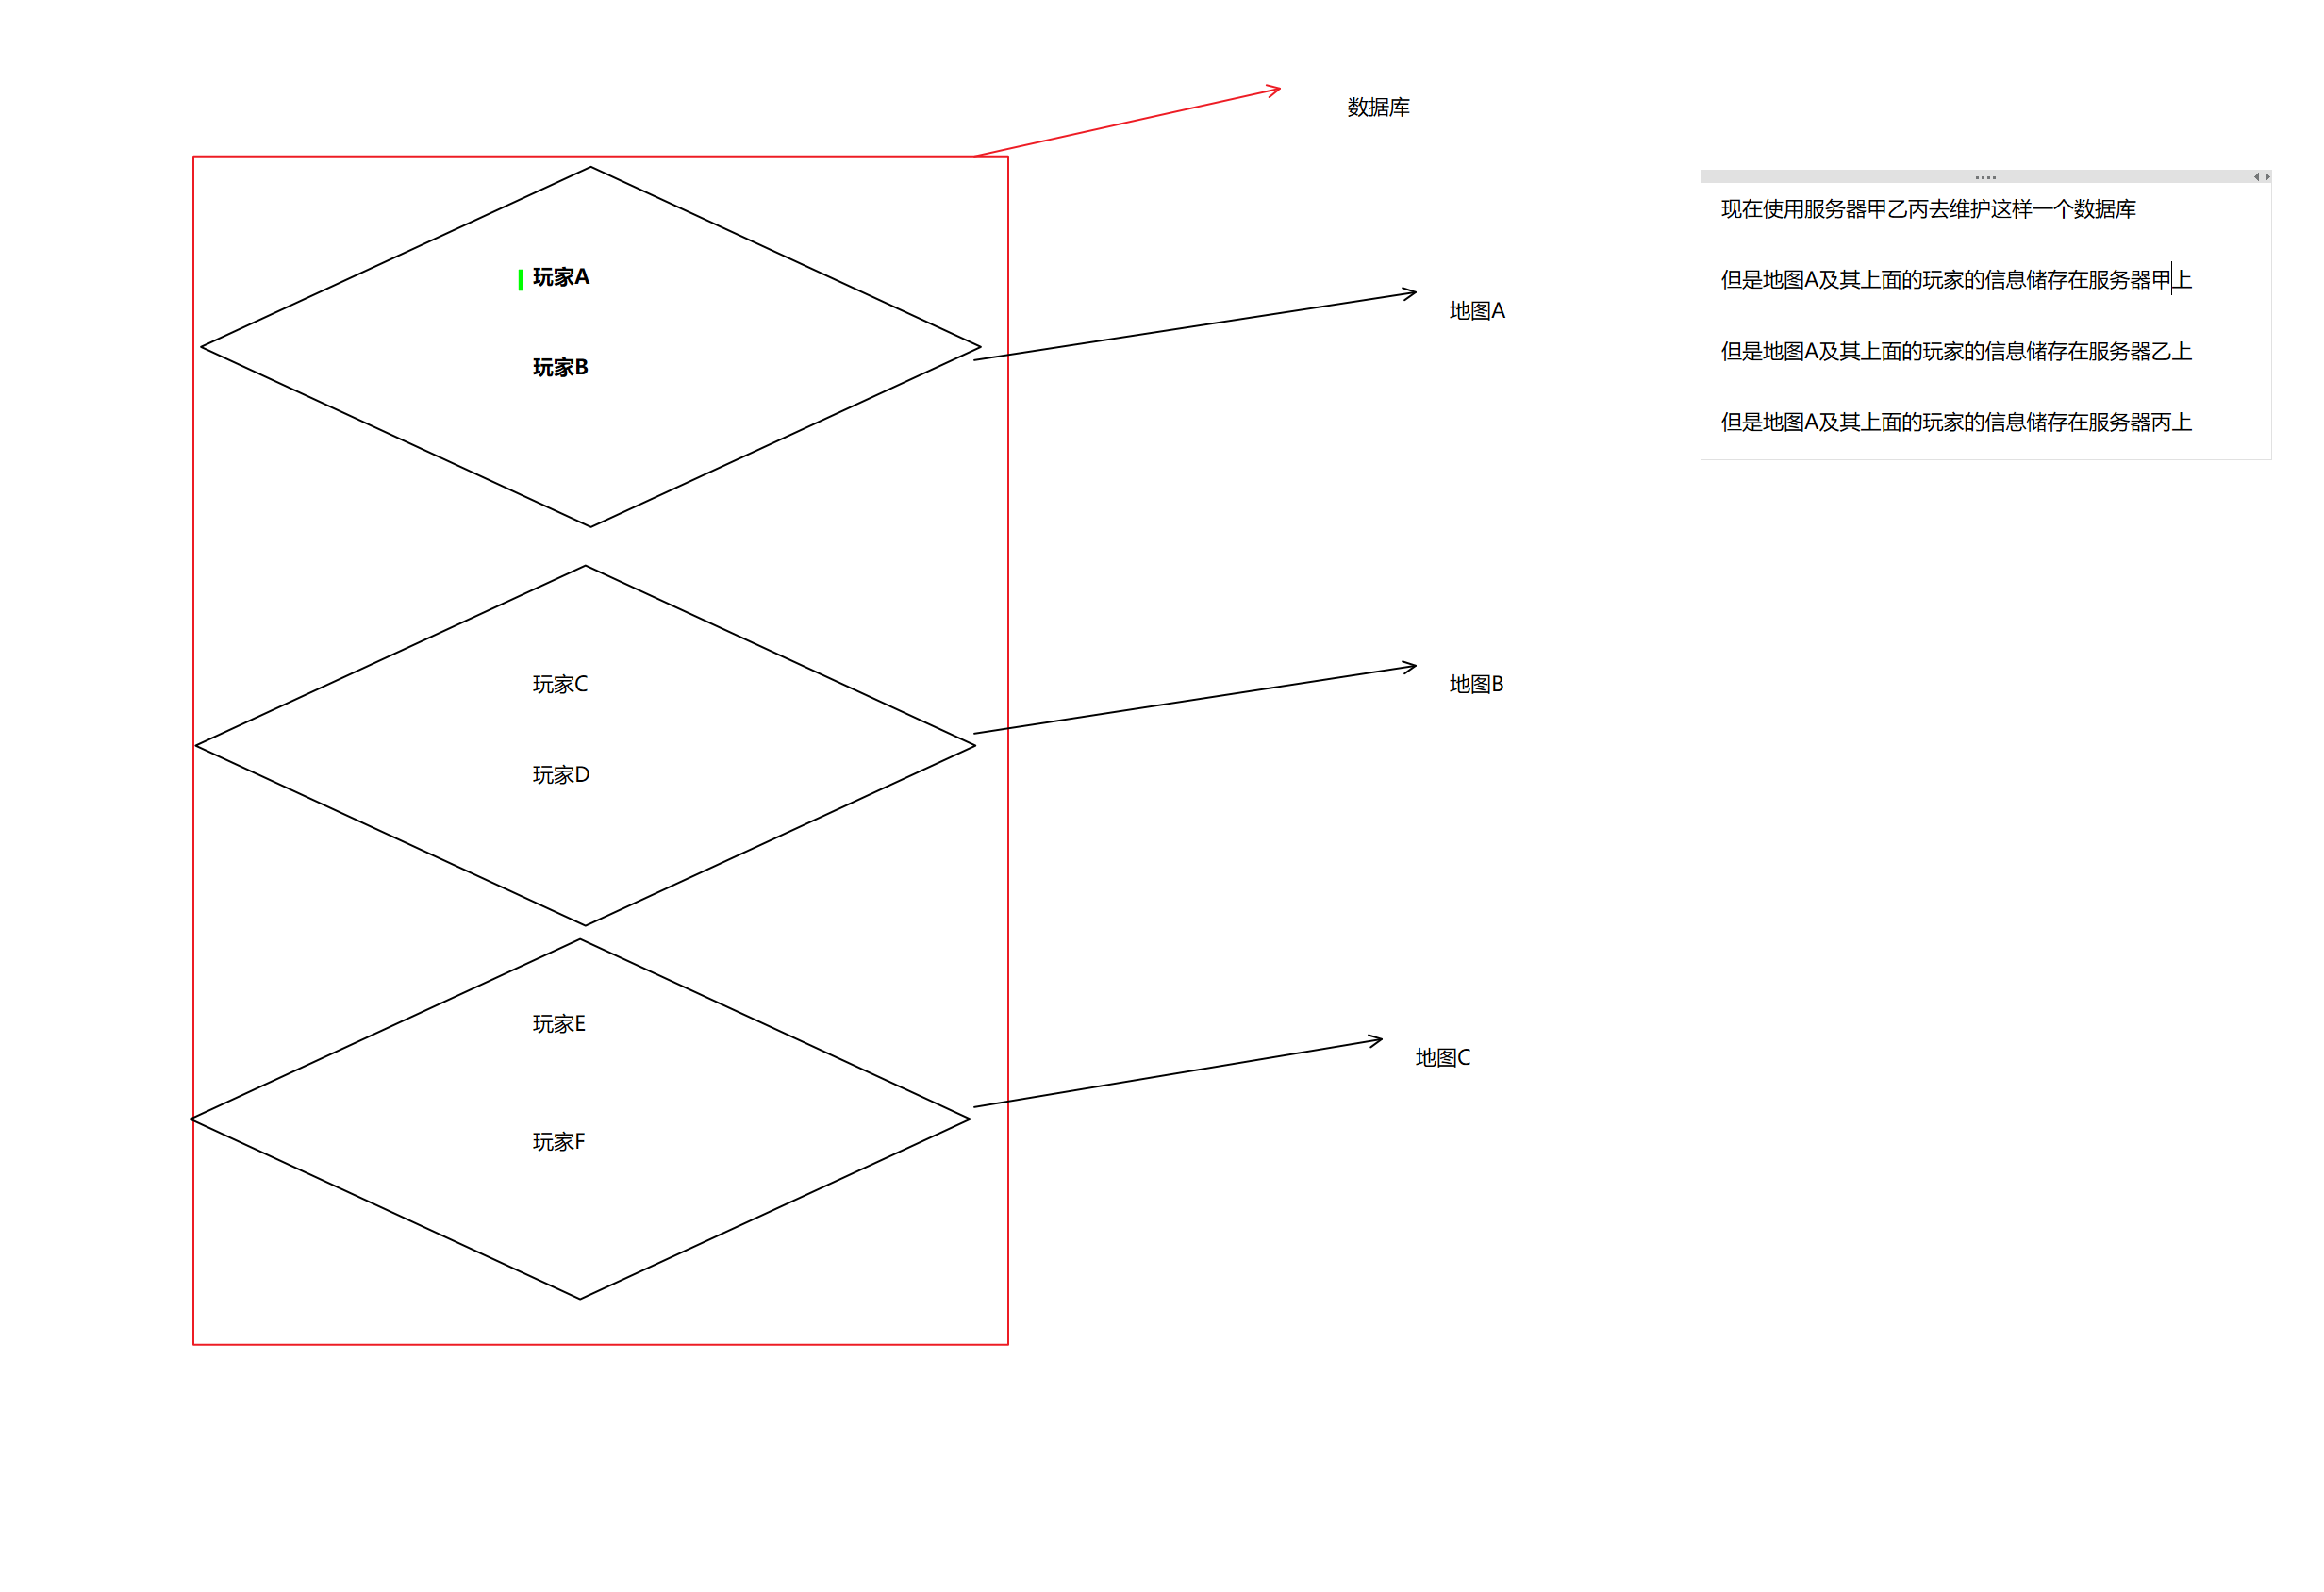 数据库
玩家A
玩家B
地图A
玩家C
玩家D
地图B
玩家E
玩家F
地图C
现在使用服务器甲乙丙去维护这样一个数据库
但是地图A及其上面的玩家的信息储存在服务器甲上
但是地图A及其上面的玩家的信息储存在服务器乙上
但是地图A及其上面的玩家的信息储存在服务器丙上